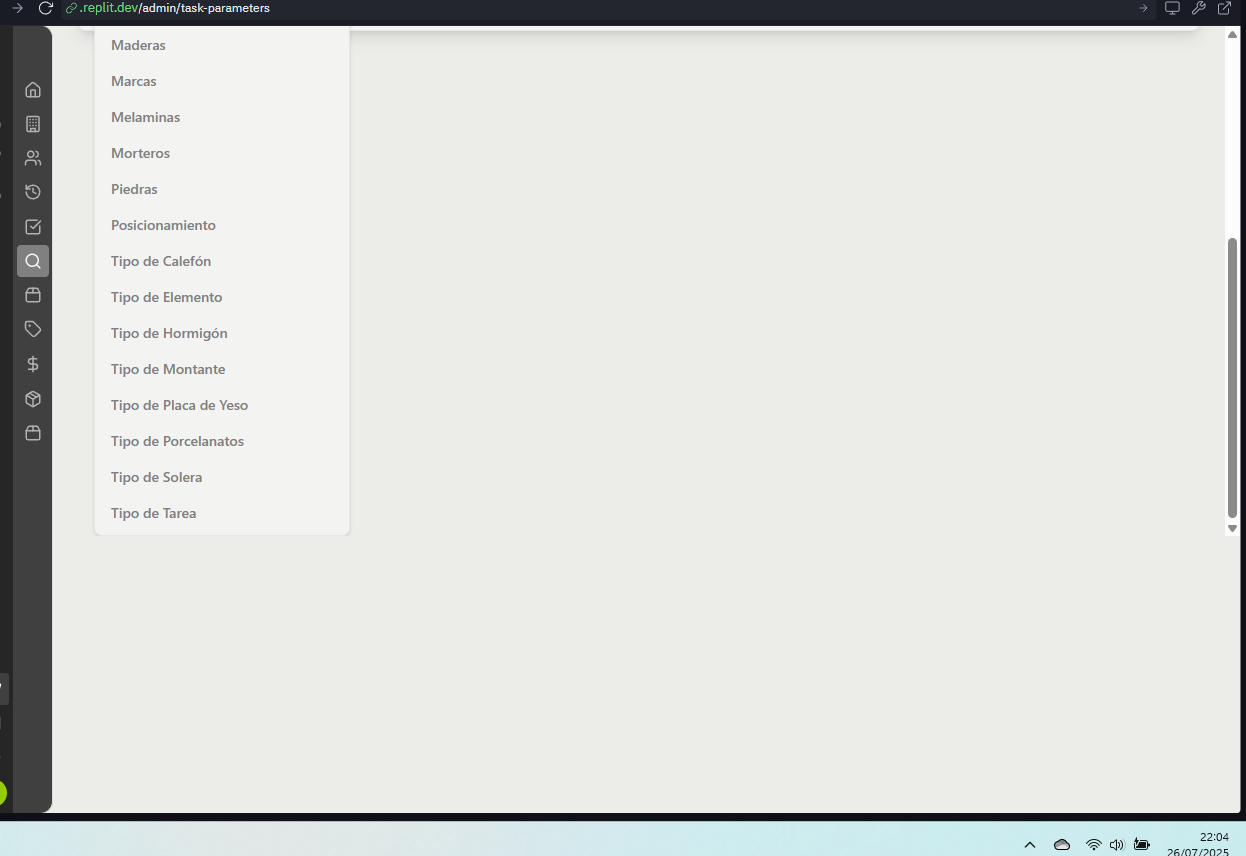 .replit.dev/admin/task-parameters
Maderas
Marcas
Melaminas
Morteros
Piedras
Posicionamiento
Tipo de Calefón
Tipo de Elemento
Tipo de Hormigón
Tipo de Montante
Tipo de Placa de Yeso
Tipo de Porcelanatos
Tipo de Solera
Tipo de Tarea
22:04
26/07/2025